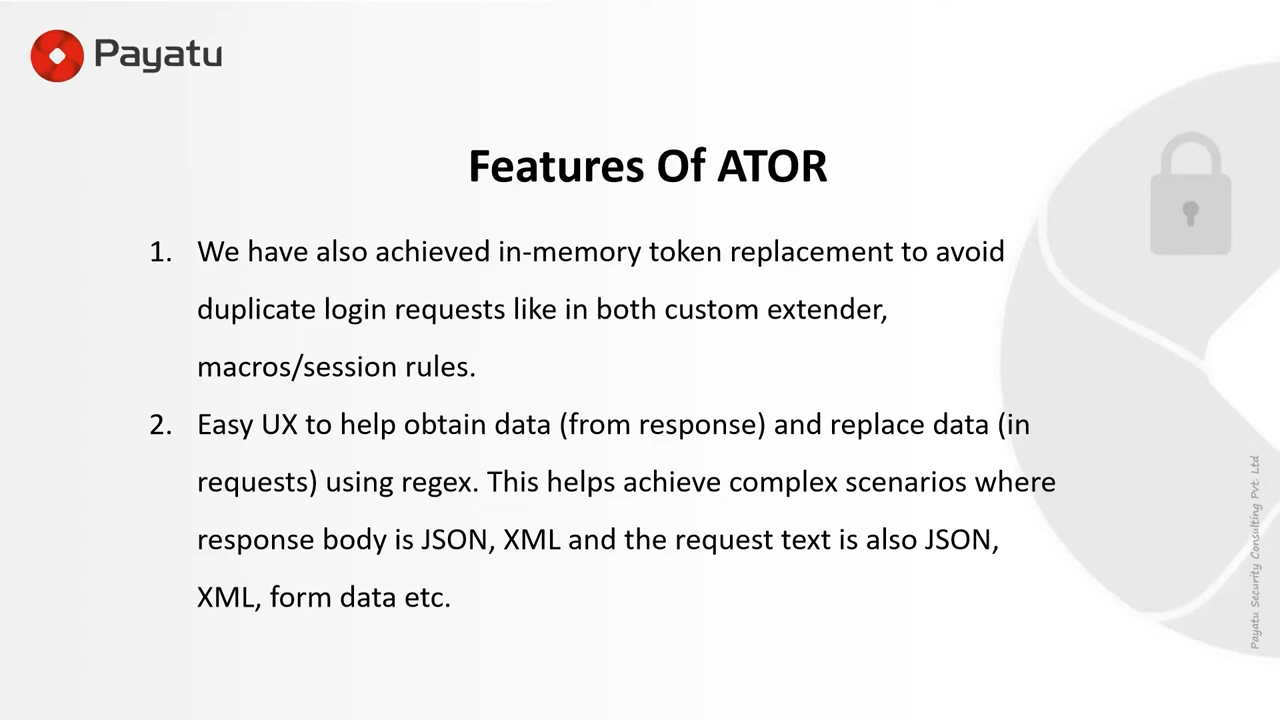 Payatu
Features Of ATOR
1. We have also achieved in-memory token replacement to avoid
duplicate login requests like in both custom extender,
macros/session rules.
2. Easy UX to help obtain data (from response) and replace data (in
requests) using regex. This helps achieve complex scenarios where
response body is JSON, XML and the request text is also JSON,
XML, form data etc.
Payatu Security Consulting Pvt. Ltd